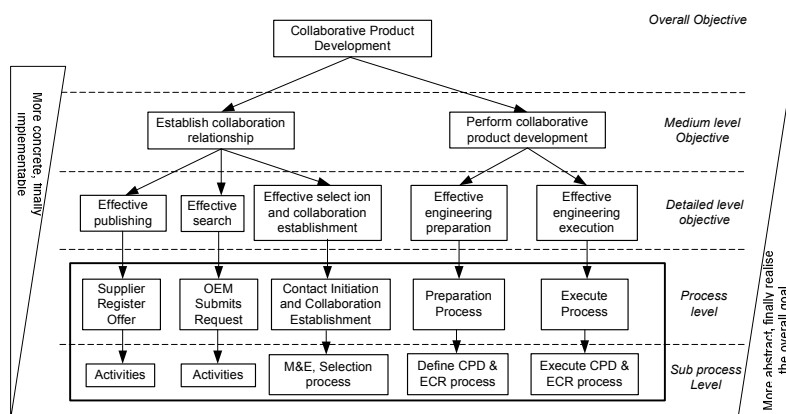 Overall Objective
Collaborative Product
Development
More concrete, finally
implementable
Establish collaboration
relationship
Perform collaborative
product development
Medium level
Objective
Effective
publishing
Effective
search
Effective select ion
and collaboration
establishment
Effective
engineering
preparation
Effective
engineering
execution
Detailed level
objective
Supplier
Register
Offer
OEM
Submits
Request
Contact Initiation
and Collaboration
Establishment
Preparation
Process
Execute
Process
Process
level
Activities
Activities
M&E, Selection
process
Define CPD &
ECR process
Execute CPD &
ECR process
Sub process
Level
More abstract, finally realise
the overall goal